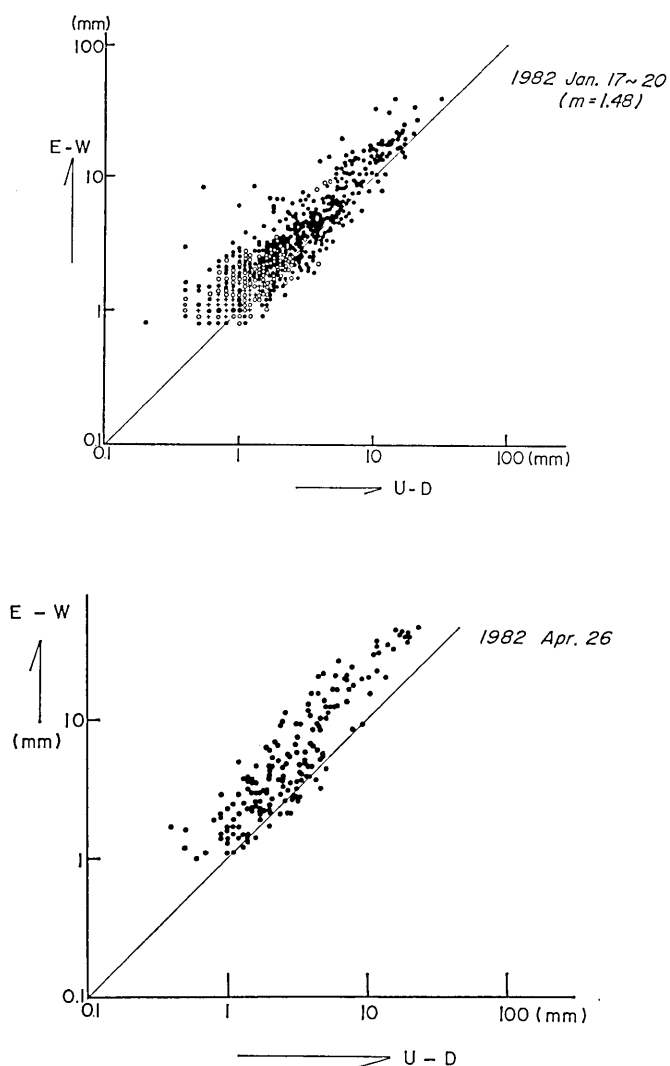 (mm)
100
1982 Jan. 17~20
(m=1.48)
E-W
10
1
0.1
0.1 1 10 100 (mm)
U-D
E - W
1982 Apr. 26
10
(mm)
1
0.1
0.1 1 10 100 (mm)
U - D